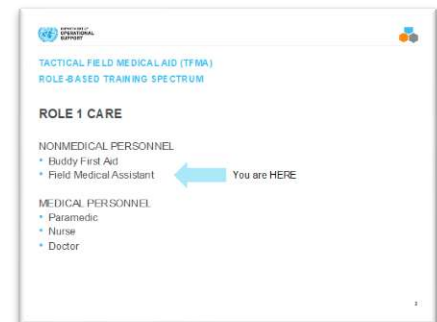 OPERATIONAL
SUPPORT
TACTICAL FIELD MEDICAL AID (TFMA)
ROLE-BASED TRAINING SPECTRUM
ROLE 1 CARE
NONMEDICAL PERSONNEL
• Buddy First Aid
• Field Medical Assistant You are HERE
MEDICAL PERSONNEL
• Paramedic
• Nurse
• Doctor